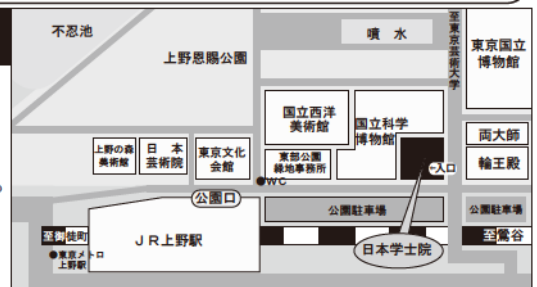 不忍池
上野恩賜公園
噴水
至東京芸術大学
東京国立
博物館
国立西洋
美術館
国立科学
博物館
両大師
輪王殿
上野の森
美術館
日本
芸術院
東京文化
会館
東部公園
緑地事務所
←入口
●WC
公園口
公園駐車場
公園駐車場
至御徒町
JR上野駅
日本学士院
至鶯谷
●東京メトロ
上野駅